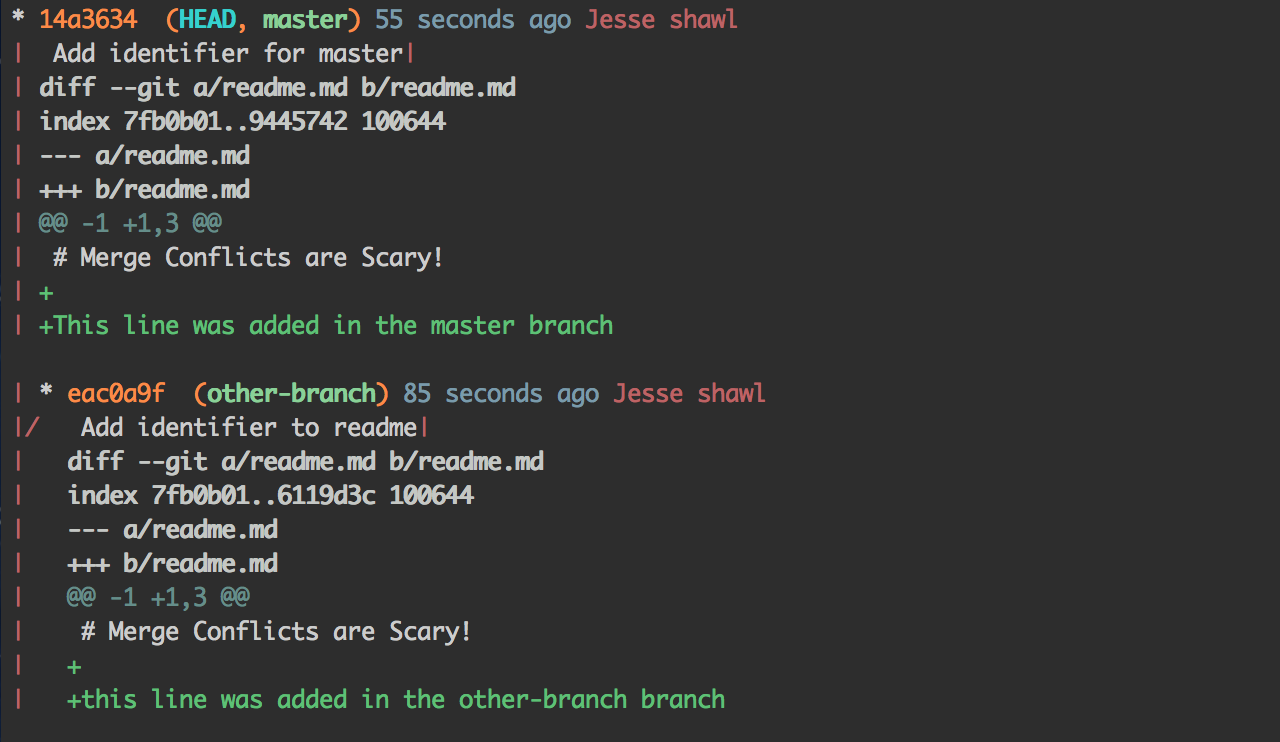 * 14a3634  (HEAD, master) 55 seconds ago Jesse shawl
|  Add identifier for master|
| diff --git a/readme.md b/readme.md
| index 7fb0b01..9445742 100644
| --- a/readme.md
| +++ b/readme.md
| @@ -1 +1,3 @@
|  # Merge Conflicts are Scary!
| +
| +This line was added in the master branch

| * eac0a9f  (other-branch) 85 seconds ago Jesse shawl
|/   Add identifier to readme|
|   diff --git a/readme.md b/readme.md
|   index 7fb0b01..6119d3c 100644
|   --- a/readme.md
|   +++ b/readme.md
|   @@ -1 +1,3 @@
|    # Merge Conflicts are Scary!
|   +
|   +this line was added in the other-branch branch